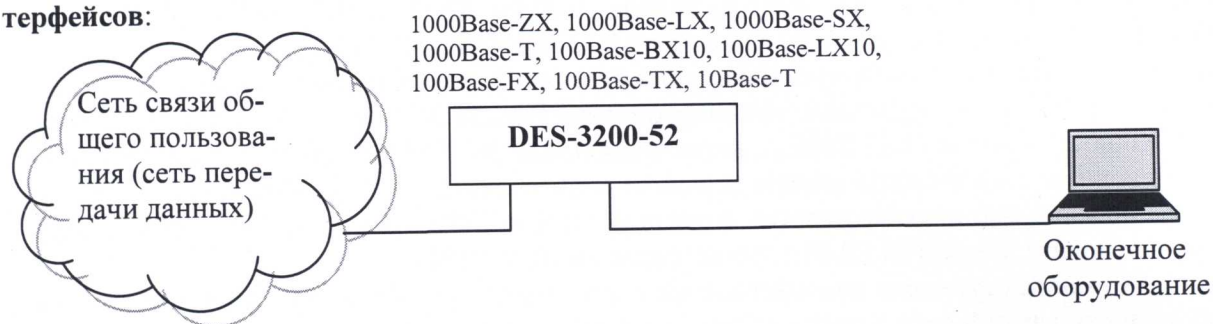 терфейсов:
1000Base-ZX, 1000Base-LX, 1000Base-SX,
1000Base-T, 100Base-BX10, 100Base-LX10,
100Base-FX, 100Base-TX, 10Base-T
Сеть связи об-
щего пользова-
ния (сеть пере-
дачи данных)
DES-3200-52
Оконечное
оборудование